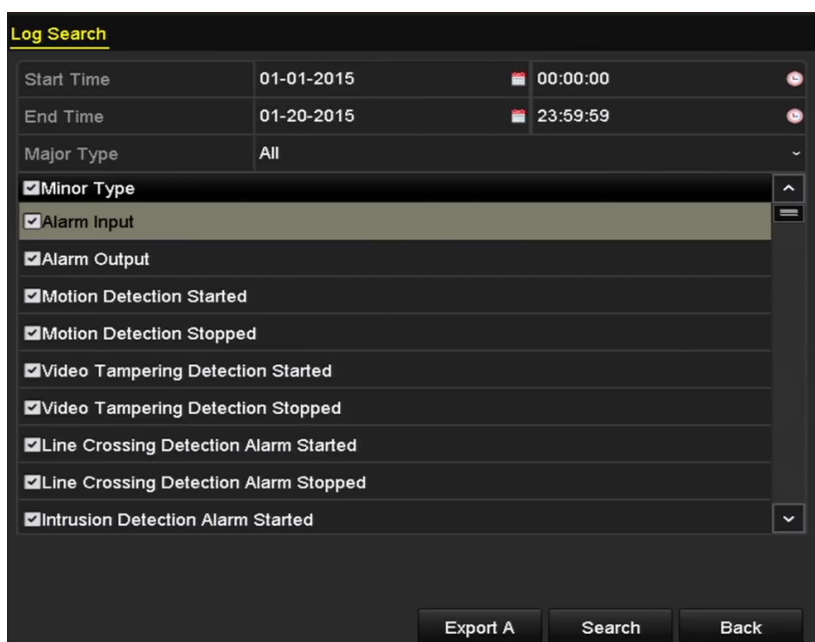 Log Search
Start Time 01-01-2015 00:00:00
End Time 01-20-2015 23:59:59
Major Type All
Minor Type
Alarm Input
Alarm Output
Motion Detection Started
Motion Detection Stopped
Video Tampering Detection Started
Video Tampering Detection Stopped
Line Crossing Detection Alarm Started
Line Crossing Detection Alarm Stopped
Intrusion Detection Alarm Started
Export A Search Back